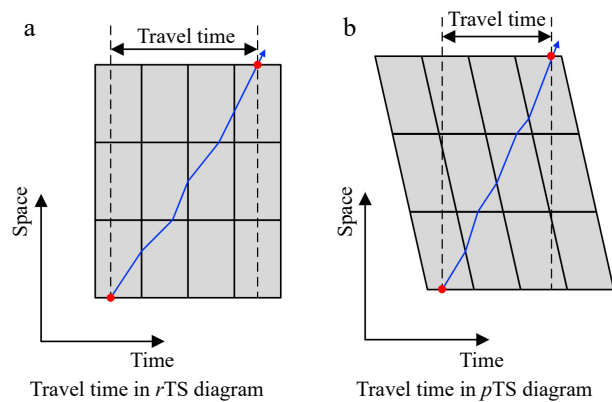 a
Travel time
Space
Time
Travel time in rTS diagram
b
Travel time
Space
Time
Travel time in pTS diagram